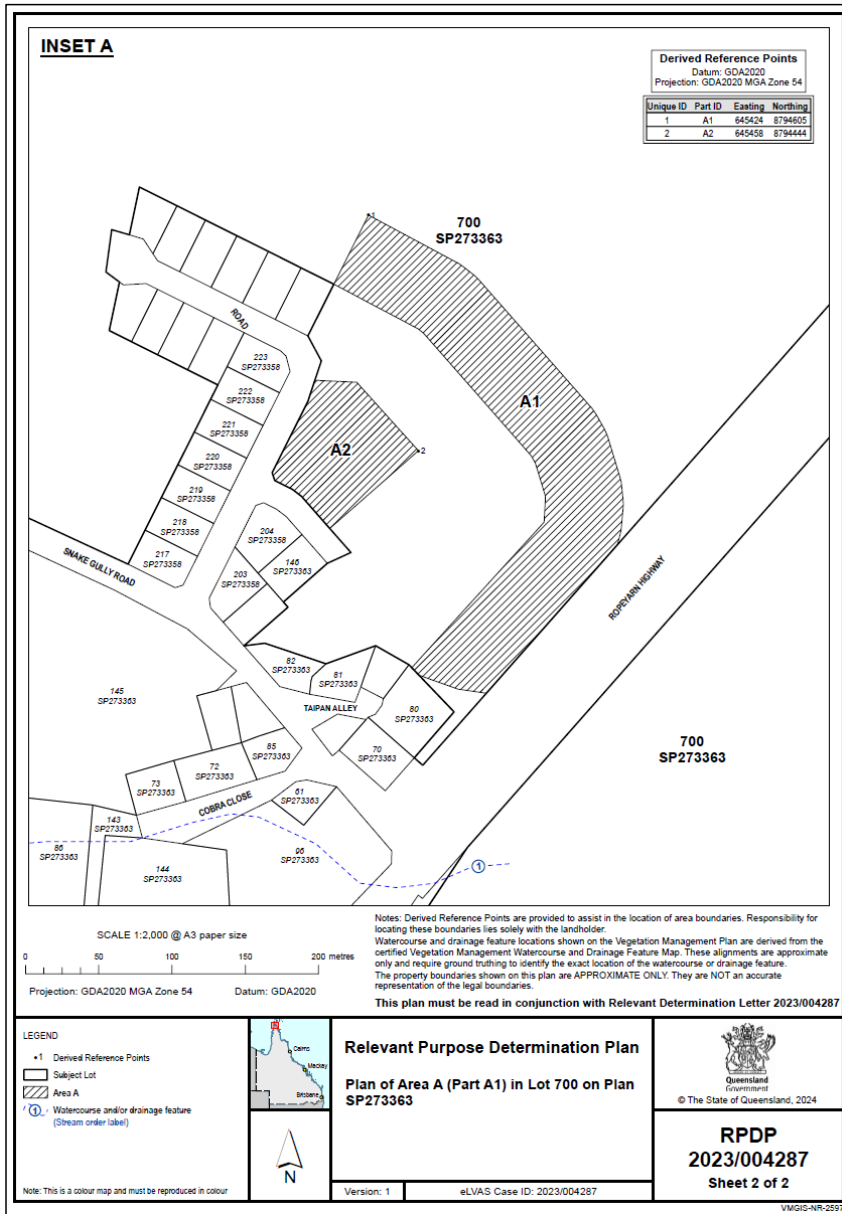 INSET A
Derived Reference Points
Datum: GDA2020
Projection: GDA2020 MGA Zone 54
Unique ID Part ID Easting Northing
1 A1 645424 8794605
2 A2 645458 8794444
1
700
SP273363
ROAD
223
SP273358
222
SP273358
221
SP273358
220
SP273358
219
SP273358
218
SP273358
217
SP273358
A1
A2
2
204
SP273358
146
SP273363
203
SP273358
SNAKE GULLY ROAD
ROPEYARN HIGHWAY
82
SP273363
81
SP273363
TAIPAN ALLEY
80
SP273363
70
SP273363
145
SP273363
700
SP273363
85
SP273363
72
SP273363
73
SP273363
COBRA CLOSE
61
SP273363
143
SP273363
86
SP273363
144
SP273363
96
SP273363
1
SCALE 1:2,000 @ A3 paper size
0 50 100 150 200 metres
Projection: GDA2020 MGA Zone 54 Datum: GDA2020
Notes: Derived Reference Points are provided to assist in the location of area boundaries. Responsibility for
locating these boundaries lies solely with the landholder.
Watercourse and drainage feature locations shown on the Vegetation Management Plan are derived from the
certified Vegetation Management Watercourse and Drainage Feature Map. These alignments are approximate
only and require ground truthing to identify the exact location of the watercourse or drainage feature.
The property boundaries shown on this plan are APPROXIMATE ONLY. They are NOT an accurate
representation of the legal boundaries.
This plan must be read in conjunction with Relevant Determination Letter 2023/004287
LEGEND
•1 Derived Reference Points
Subject Lot
Area A
1 Watercourse and/or drainage feature
(Stream order label)
Note: This is a colour map and must be reproduced in colour
Cairns
Mackay
Brisbane
N
Relevant Purpose Determination Plan
Plan of Area A (Part A1) in Lot 700 on Plan
SP273363
Version: 1 eLVAS Case ID: 2023/004287
Queensland
Government
© The State of Queensland, 2024
RPDP
2023/004287
Sheet 2 of 2
VMGIS-NR-2597